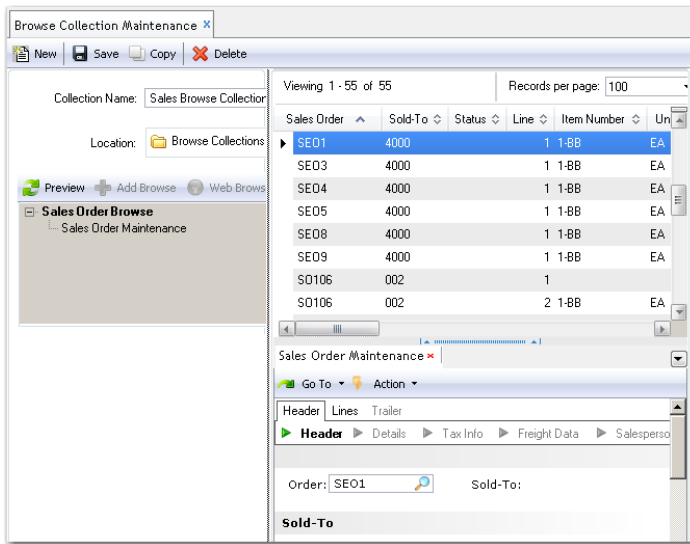 Browse Collection Maintenance x
New Save Copy Delete
Collection Name: Sales Browse Collection
Location: Browse Collections
Preview Add Browse Web Brows
Sales Order Browse
Sales Order Maintenance
Viewing 1 - 55 of 55 Records per page: 100
Sales Order Sold-To Status Line Item Number Un
SEO1 4000 1 1-BB EA
SEO3 4000 1 1-BB EA
SEO4 4000 1 1-BB EA
SEO5 4000 1 1-BB EA
SEO8 4000 1 1-BB EA
SEO9 4000 1 1-BB EA
SO106 002 1
SO106 002 2 1-BB EA
Sales Order Maintenance x
Go To Action
Header Lines Trailer
Header Details Tax Info Freight Data Salesperso
Order: SEO1 Sold-To:
Sold-To